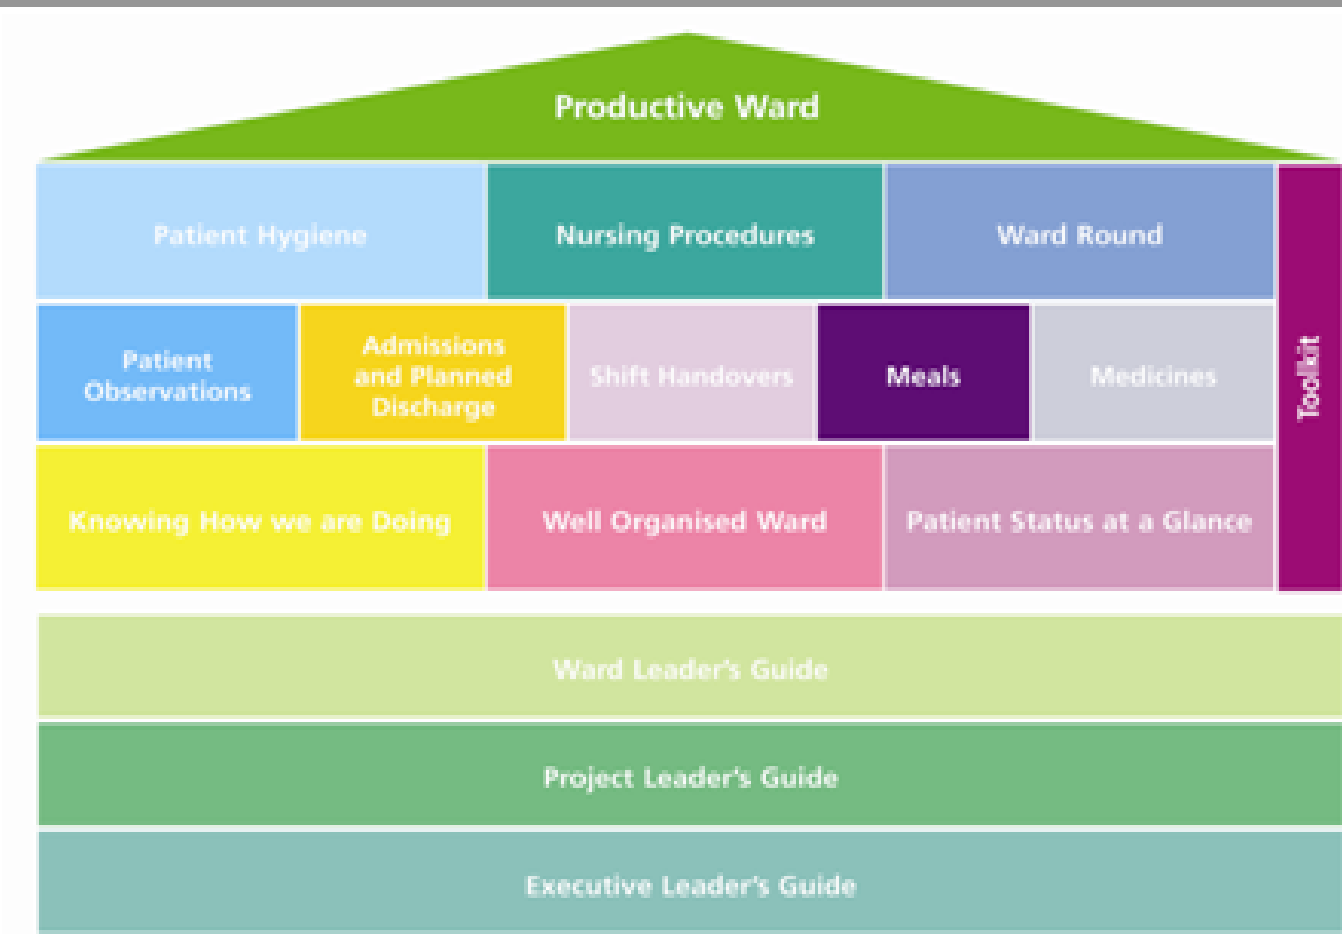 Productive Ward
Patient Hygiene
Nursing Procedures
Ward Round
Patient
Observations
Admissions
and Planned
Discharge
Shift Handovers
Meals
Medicines
Toolkit
Knowing How we are Doing
Well Organised Ward
Patient Status at a Glance
Ward Leader's Guide
Project Leader's Guide
Executive Leader's Guide